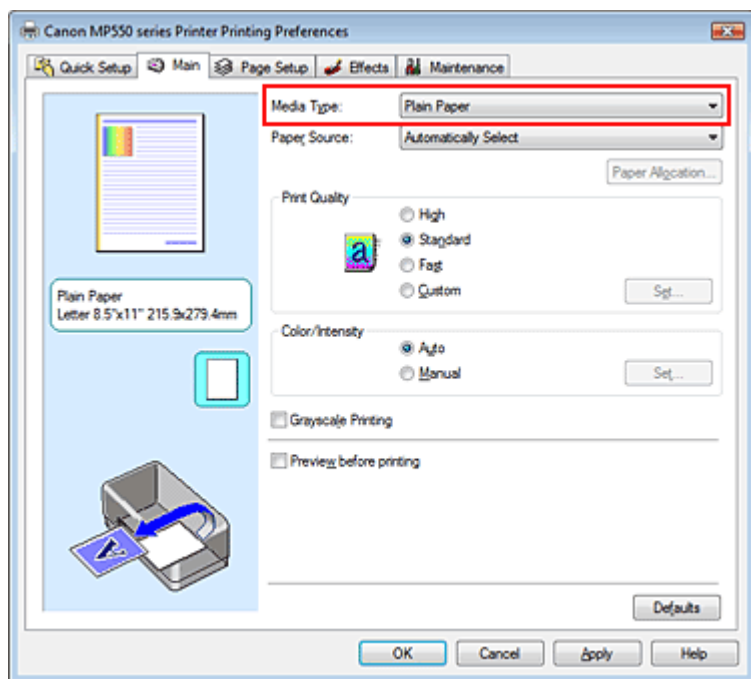 Canon MP550 series Printer Printing Preferences
Quick Setup Main Page Setup Effects Maintenance
Media Type: Plain Paper
Paper Source: Automatically Select
Paper Allocation...
Print Quality
High
a Standard
Fast
Custom Set...
Plain Paper
Letter 8.5"x11" 215.9x279.4mm
Color/Intensity
Auto
Manual Set...
Grayscale Printing
Preview before printing
A
Defaults
OK Cancel Apply Help